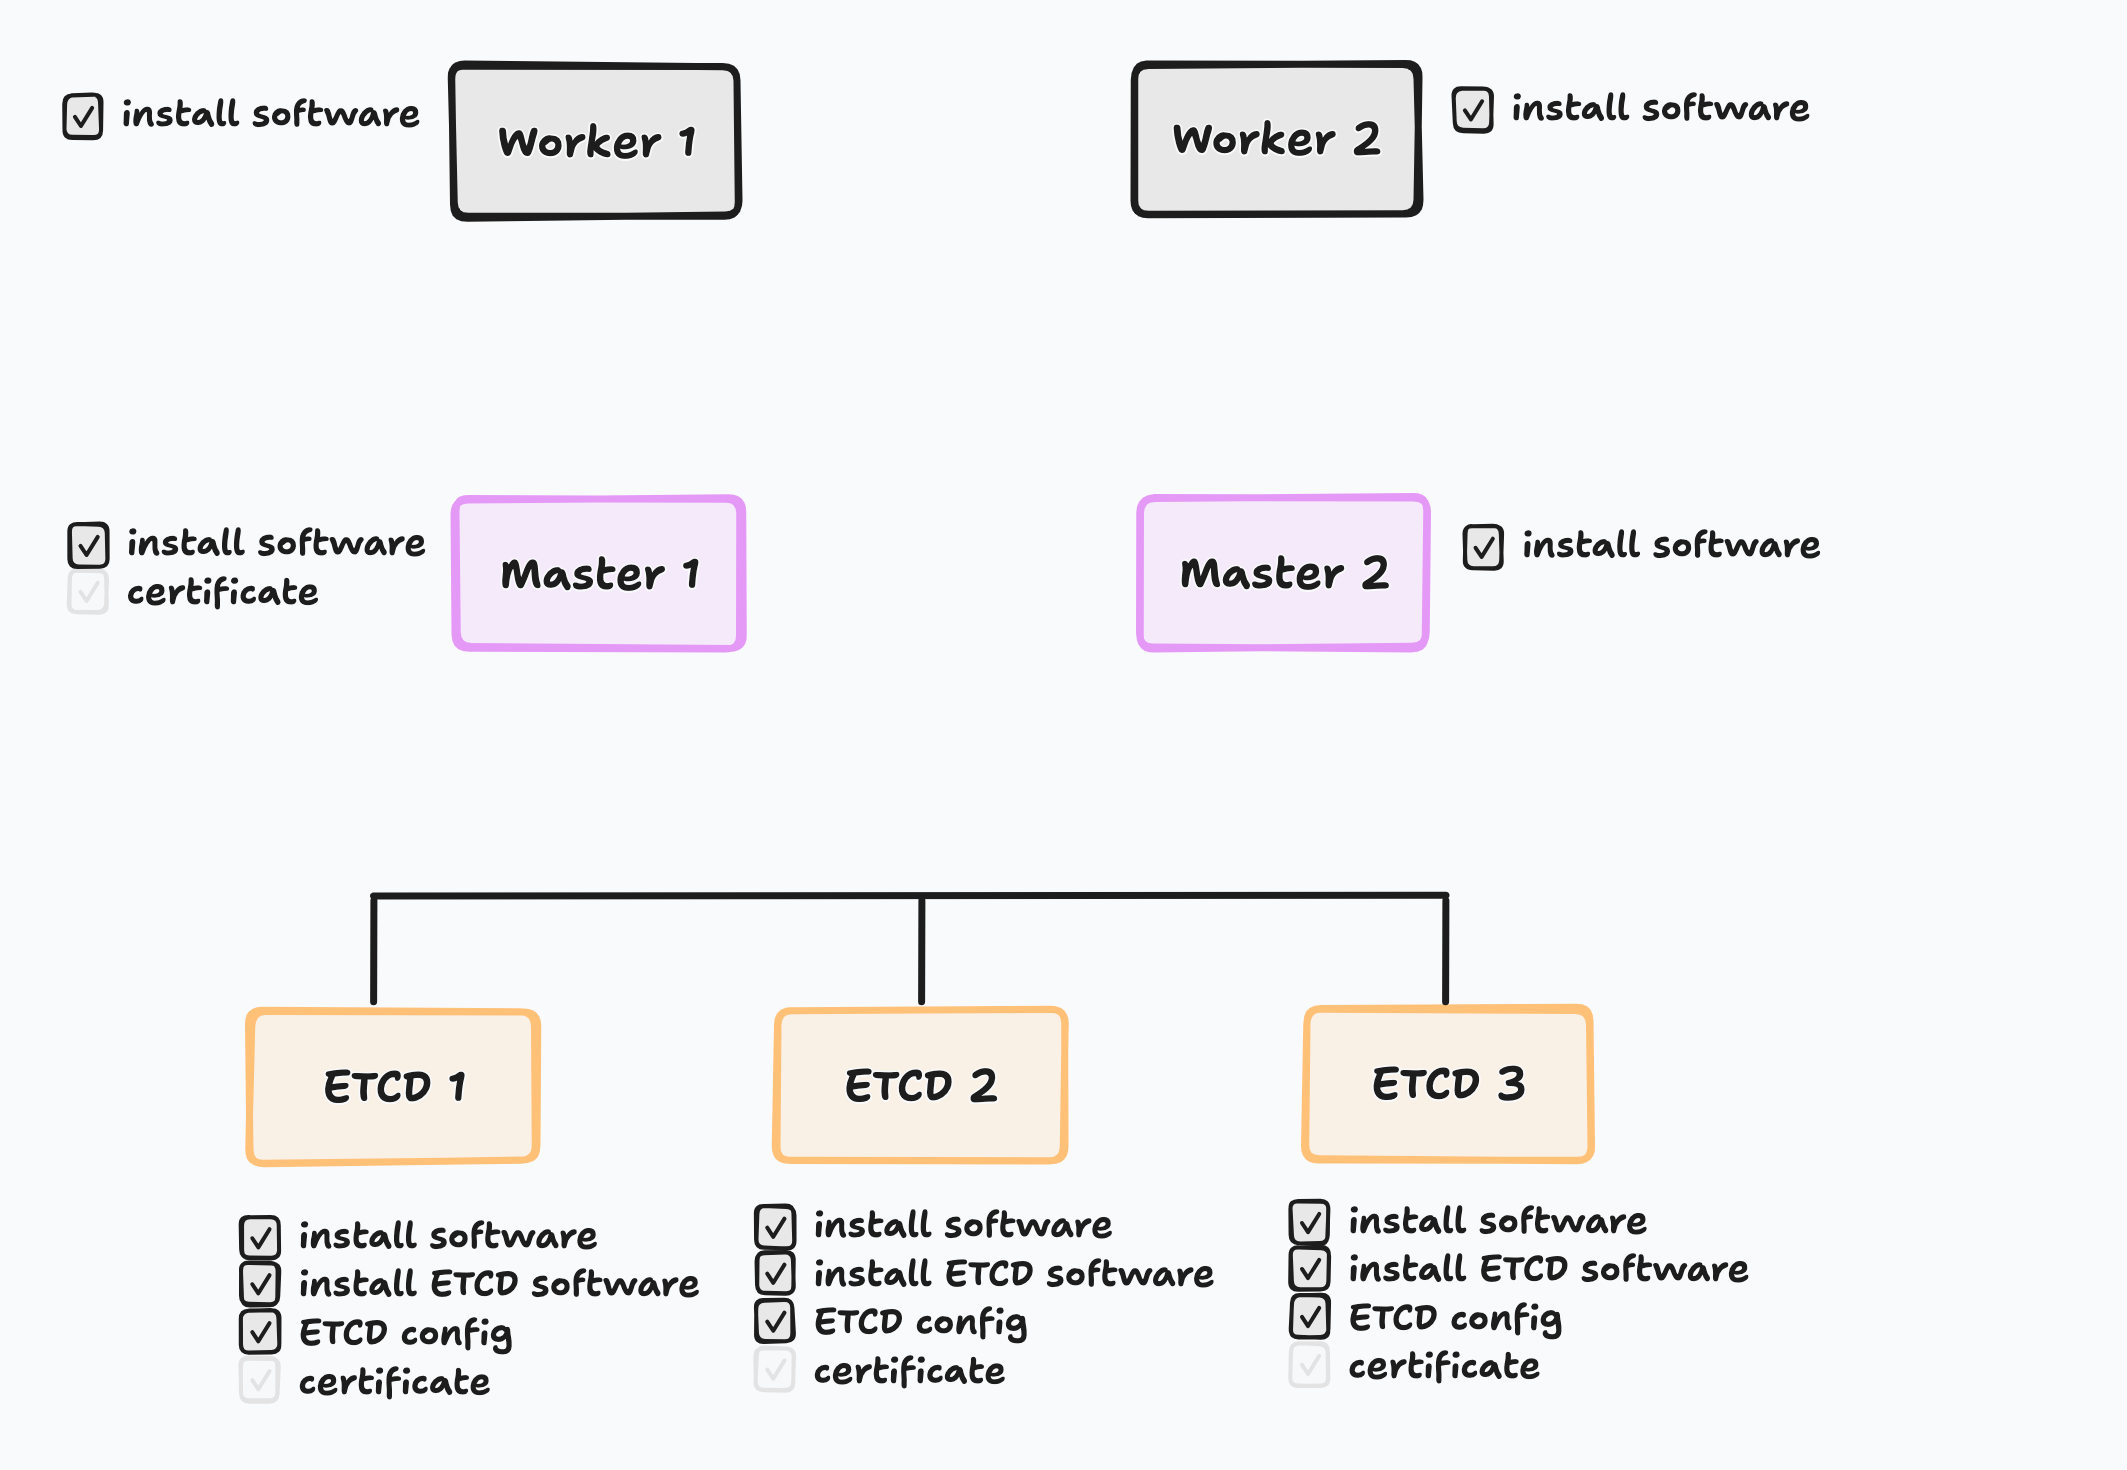 install software
Worker 1
Worker 2
install software
install software
certificate
Master 1
Master 2
install software
ETCD 1
ETCD 2
ETCD 3
install software
install ETCD software
ETCD config
certificate
install software
install ETCD software
ETCD config
certificate
install software
install ETCD software
ETCD config
certificate